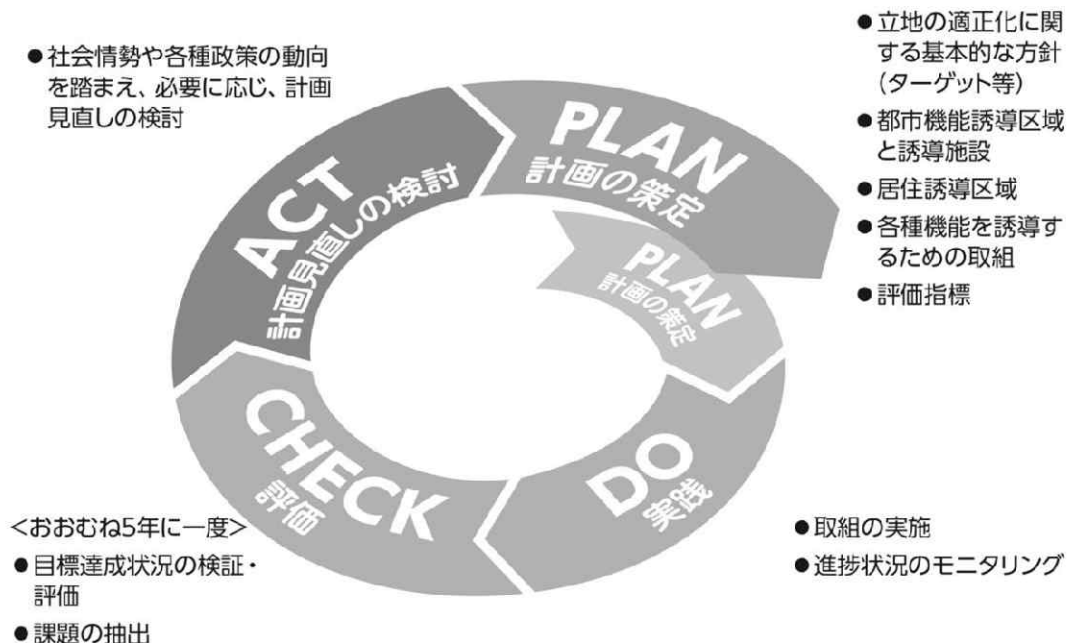 ●社会情勢や各種政策の動向
を踏まえ、必要に応じ、計画
見直しの検討
ACT
計画見直しの検討
PLAN
計画の策定
●立地の適正化に関
する基本的な方針
(ターゲット等)
●都市機能誘導区域
と誘導施設
●居住誘導区域
●各種機能を誘導す
るための取組
●評価指標
PLAN
計画の策定
DO
実践
●取組の実施
●進捗状況のモニタリング
CHECK
評価
<おおむね5年に一度>
●目標達成状況の検証・
評価
●課題の抽出